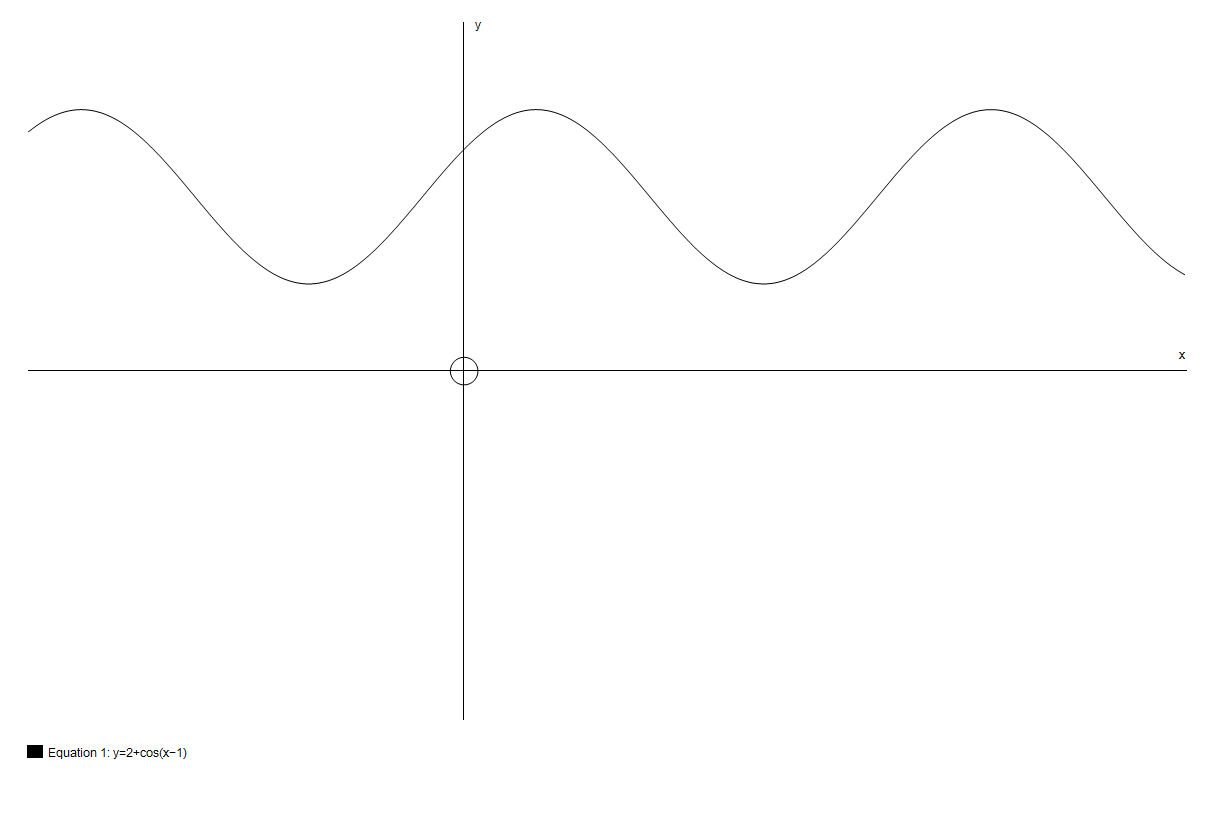 y
x
Equation 1: y=2+cos(x−1)